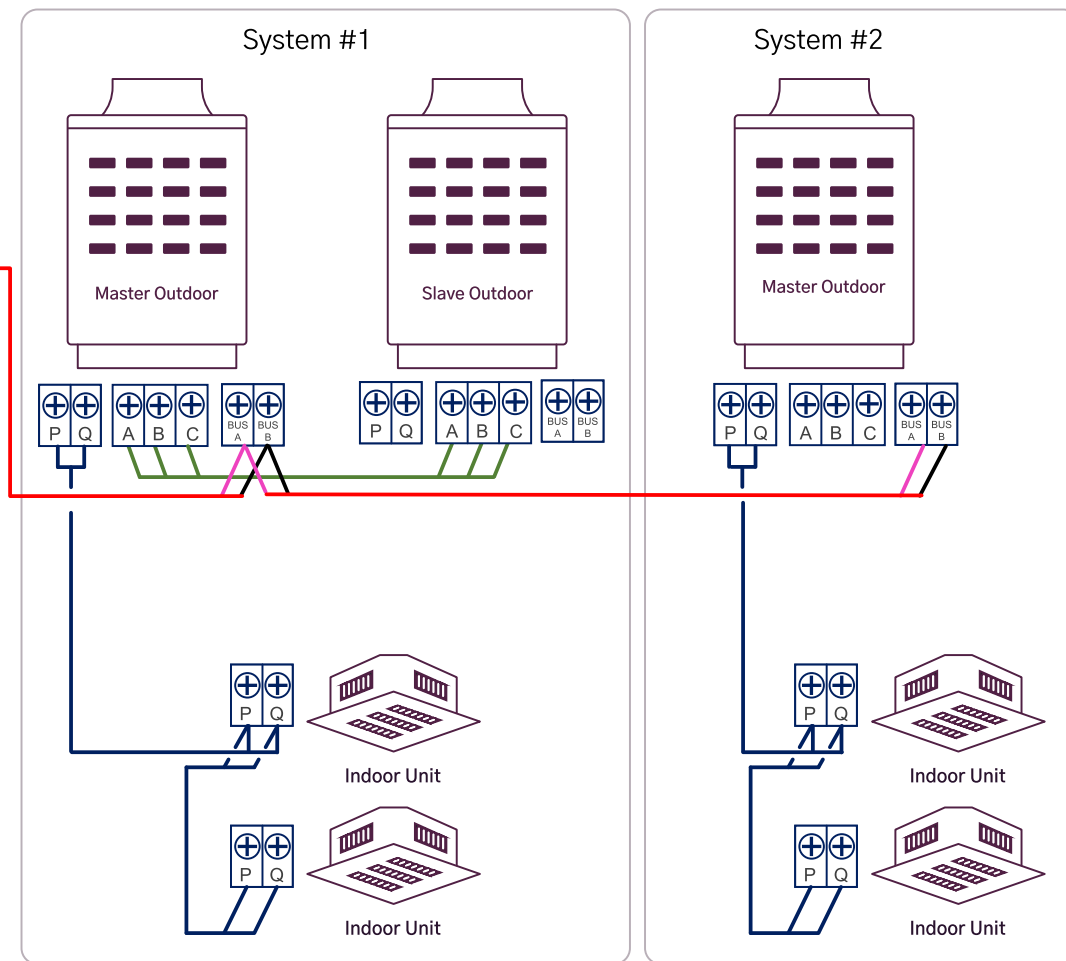 System #1
System #2
Master Outdoor
Slave Outdoor
Master Outdoor
P Q
A B C
BUS A
BUS B
P Q
A B C
BUS A
BUS B
P Q
A B C
BUS A
BUS B
P Q
Indoor Unit
P Q
Indoor Unit
P Q
Indoor Unit
P Q
Indoor Unit